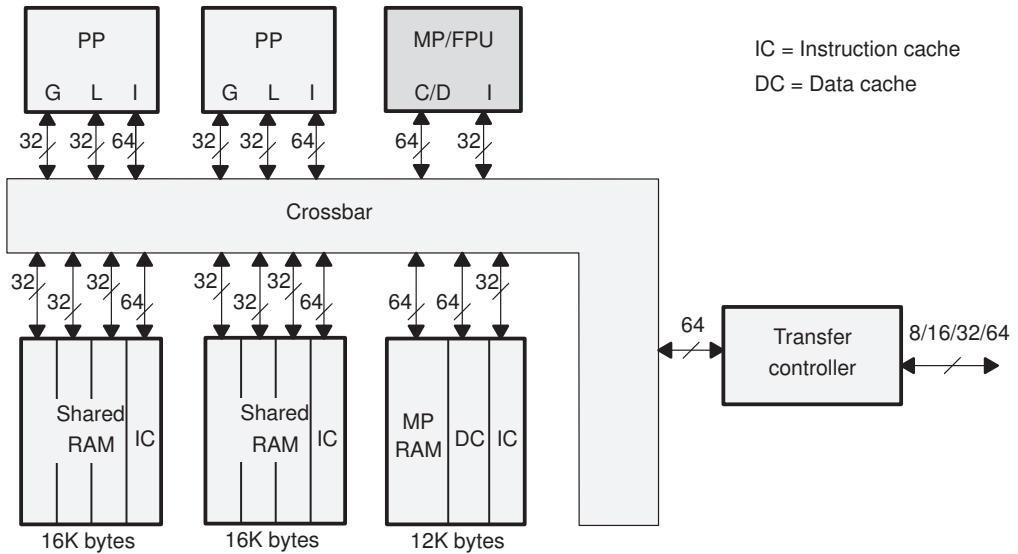 PP
G L I
PP
G L I
MP/FPU
C/D I
IC = Instruction cache
DC = Data cache
32 32 64
32 32 64
64 32
Crossbar
32 32 32 64
32 32 32 64
64 64 32
64
8/16/32/64
Transfer
controller
Shared
RAM
IC
Shared
RAM
IC
MP
RAM
DC
IC
16K bytes
16K bytes
12K bytes